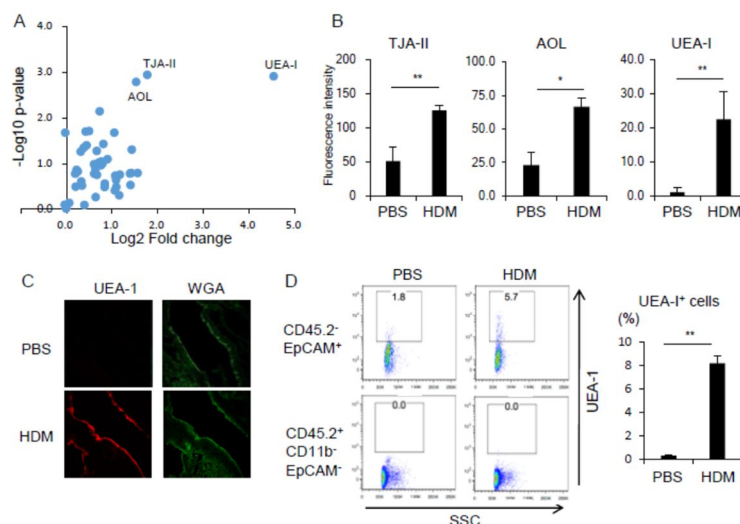 A
4.0
3.0
2.0
1.0
0.0
-Log10 p-value
TJA-II
UEA-I
AOL
0.0 1.0 2.0 3.0 4.0 5.0
Log2 Fold change
B
Fluorescence intensity
TJA-II
200
150
100
50
0
**
PBS HDM
AOL
100.0
75.0
50.0
25.0
0.0
*
PBS HDM
UEA-I
40.0
30.0
20.0
10.0
0.0
**
PBS HDM
C
UEA-1 WGA
PBS
HDM
D
PBS HDM
CD45.2-
EpCAM+
1.8
5.7
CD45.2+
CD11b-
EpCAM-
0.0
0.0
UEA-1
SSC
UEA-I+ cells
(%)
10
8
6
4
2
0
**
PBS HDM